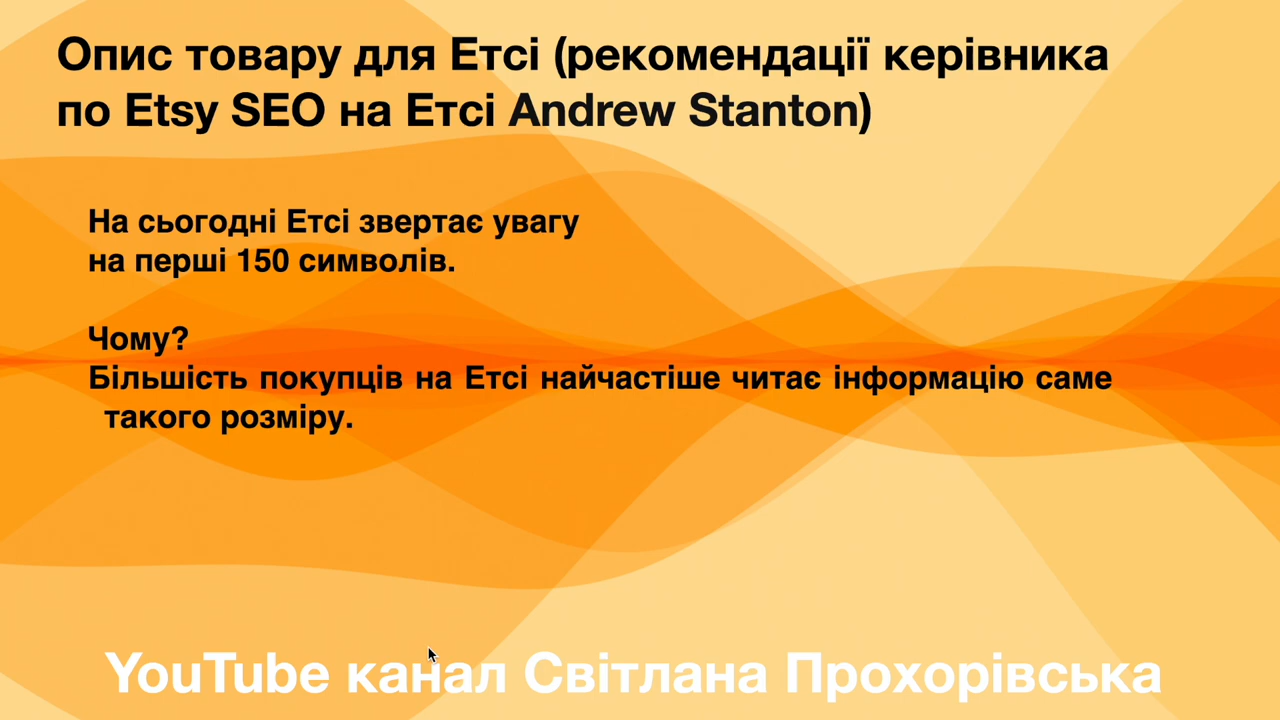 Опис товару для Етсі (рекомендації керівника
по Etsy SEO на Етсі Andrew Stanton)
На сьогодні Етсі звертає увагу
на перші 150 символів.
Чому?
Більшість покупців на Етсі найчастіше читає інформацію саме
такого розміру.
YouTube канал Світлана Прохорівська